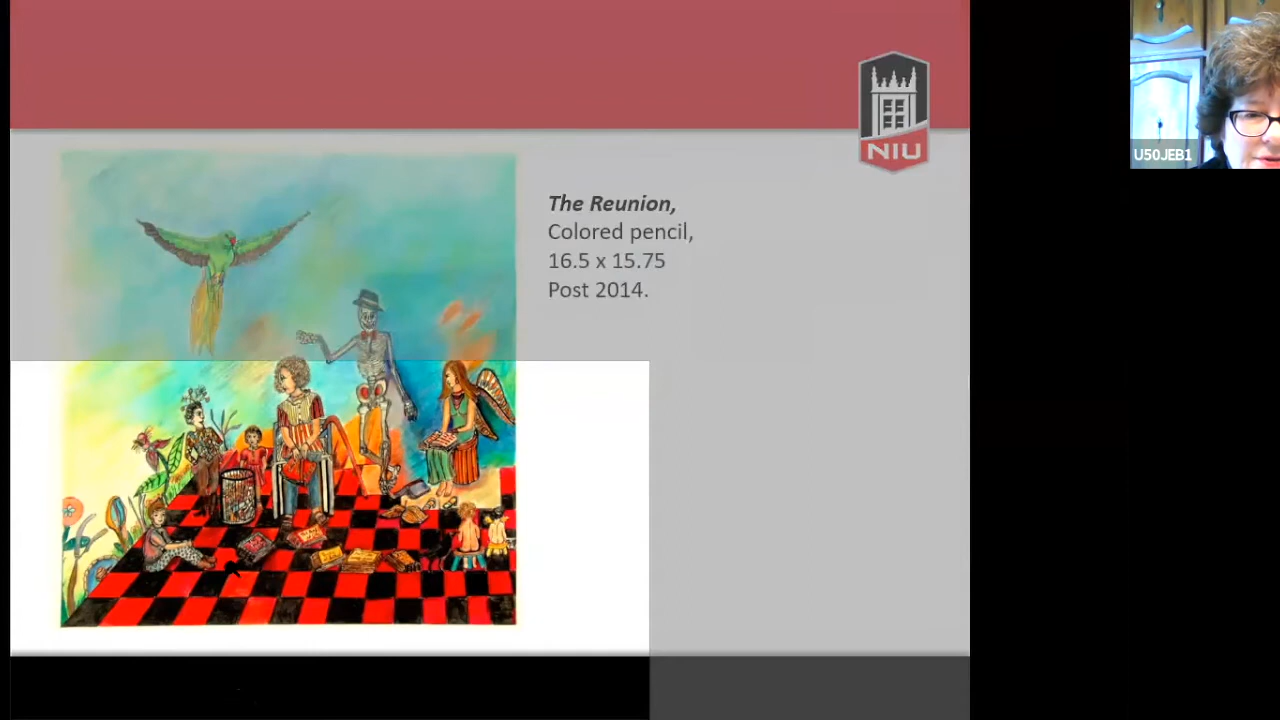 NIU
The Reunion,
Colored pencil,
16.5 x 15.75
Post 2014.
U50JEB1